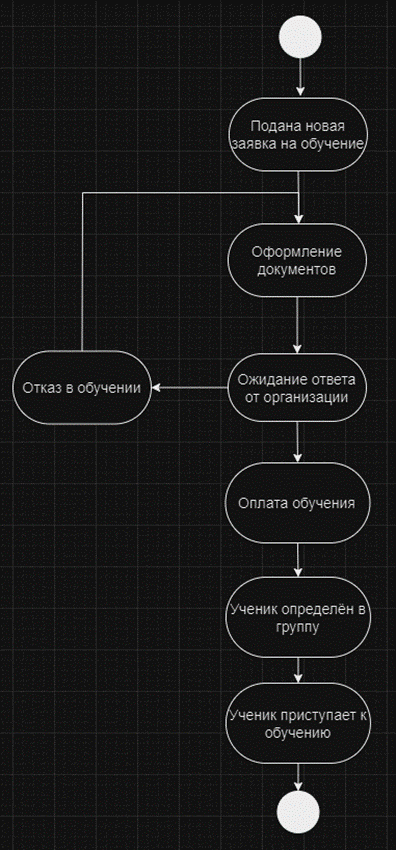 Подана новая
заявка на обучение
Оформление
документов
Отказ в обучении
Ожидание ответа
от организации
Оплата обучения
Ученик определён в
группу
Ученик приступает к
обучению